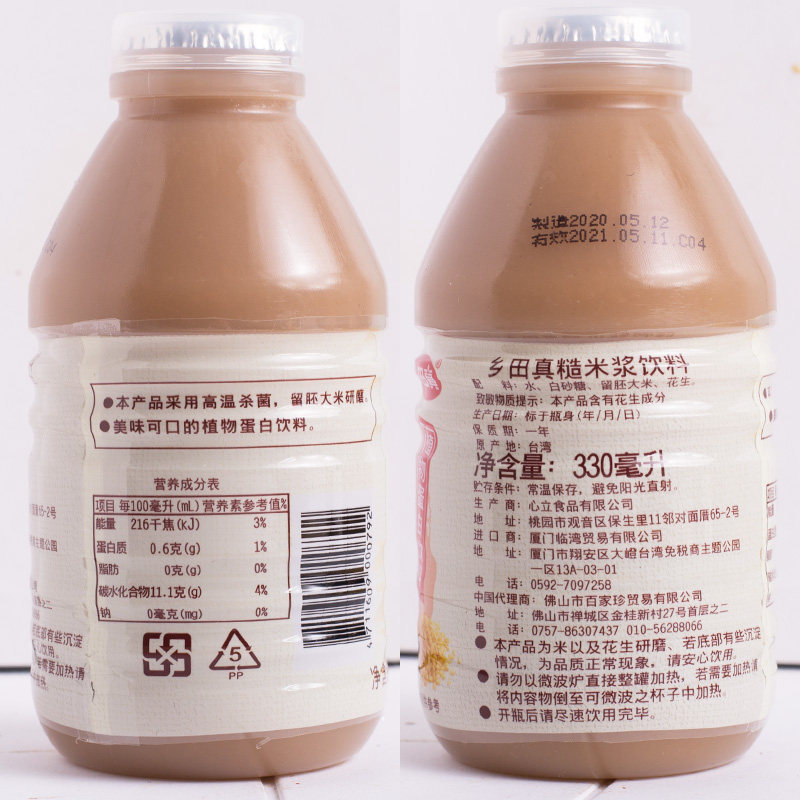 ●本产品采用高温杀菌，留胚大米研磨。
●美味可口的植物蛋白饮料。
营养成分表
项目 每100毫升(mL) 营养素参考值%
能量 216千焦(kJ) 3%
蛋白质 0.6克(g) 1%
脂肪 0克(g) 0%
碳水化合物 11.1克(g) 4%
钠 0毫克(mg) 0%
4711609000792
5
PP
製造2020.05.12
有效2021.05.11.C04
乡田真糙米浆饮料
配 料：水、白砂糖、留胚大米、花生。
致敏物质提示：本产品含有花生成分
生产日期：标于瓶身(年/月/日)
保质期：一年
原产地：台湾
净含量：330毫升
贮存条件：常温保存，避免阳光直射。
生产商：心立食品有限公司
地 址：桃园市观音区保生里11邻对面厝65-2号
进口商：厦门临湾贸易有限公司
地 址：厦门市翔安区大嶝台湾免税商主题公园
一区13A-03-01
电 话：0592-7097258
中国代理商：佛山市百家珍贸易有限公司
地 址：佛山市禅城区金桂新村27号首层之二
电 话：0757-86307437 010-56288066
●本产品为米以及花生研磨、若底部有些沉淀
情况，为品质正常现象，请安心饮用。
●请勿以微波炉直接整罐加热，若需要加热请
将内容物倒至可微波之杯子中加热。
●开瓶后请尽速饮用完毕。